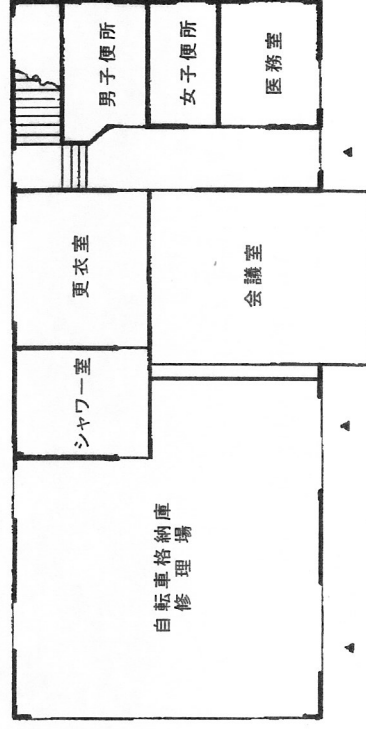 男子便所
女子便所
医務室
更衣室
会議室
シャワー室
自転車格納庫
修理場